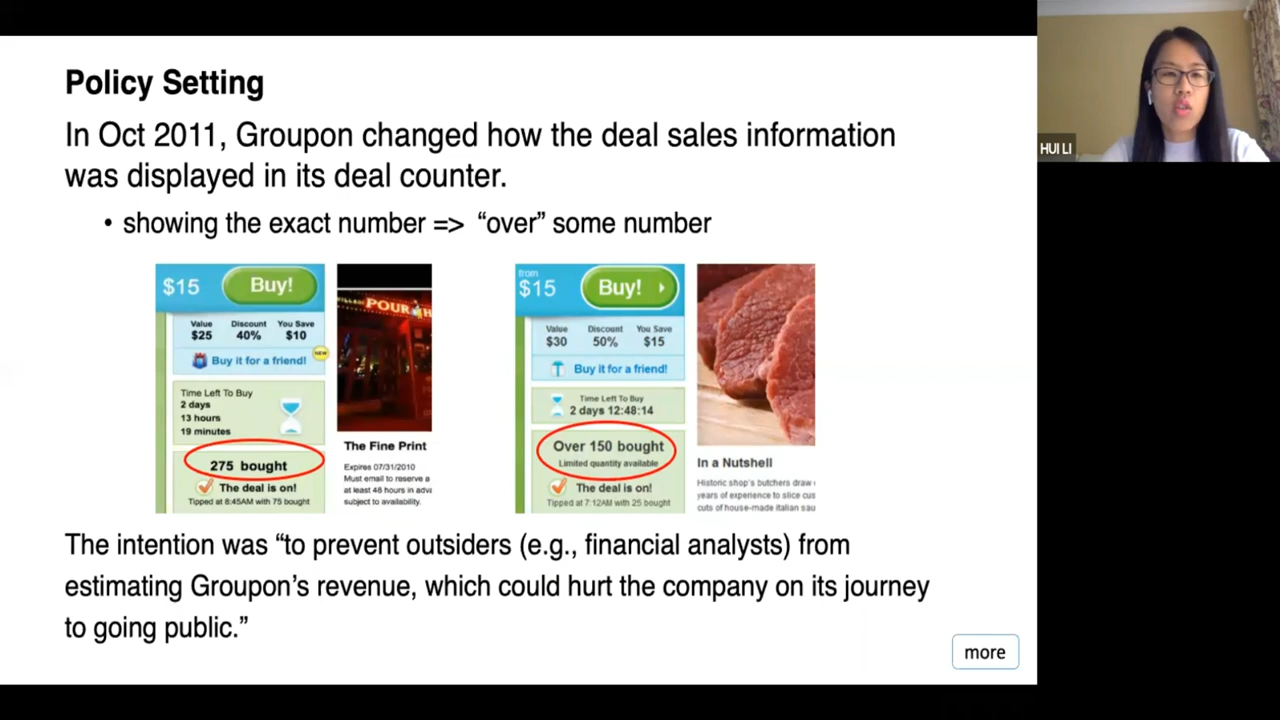 Policy Setting
In Oct 2011, Groupon changed how the deal sales information
was displayed in its deal counter.
• showing the exact number => “over” some number
$15
Buy!
Value Discount You Save
$25 40% $10
Buy it for a friend!
NEW
Time Left To Buy
2 days
13 hours
19 minutes
275 bought
The deal is on!
Tipped at 8:45AM with 75 bought
POUR H
The Fine Print
Expires 07/31/2010
Must email to reserve a
at least 48 hours in adva
subject to availability.
from
$15
Buy!
Value Discount You Save
$30 50% $15
Buy it for a friend!
Time Left To Buy
2 days 12:48:14
Over 150 bought
Limited quantity available
The deal is on!
Tipped at 7:12AM with 25 bought
In a Nutshell
Historic shop's butchers draw
years of experience to slice cus
cuts of house-made italian sau
The intention was “to prevent outsiders (e.g., financial analysts) from
estimating Groupon’s revenue, which could hurt the company on its journey
to going public.”
more
HUI LI